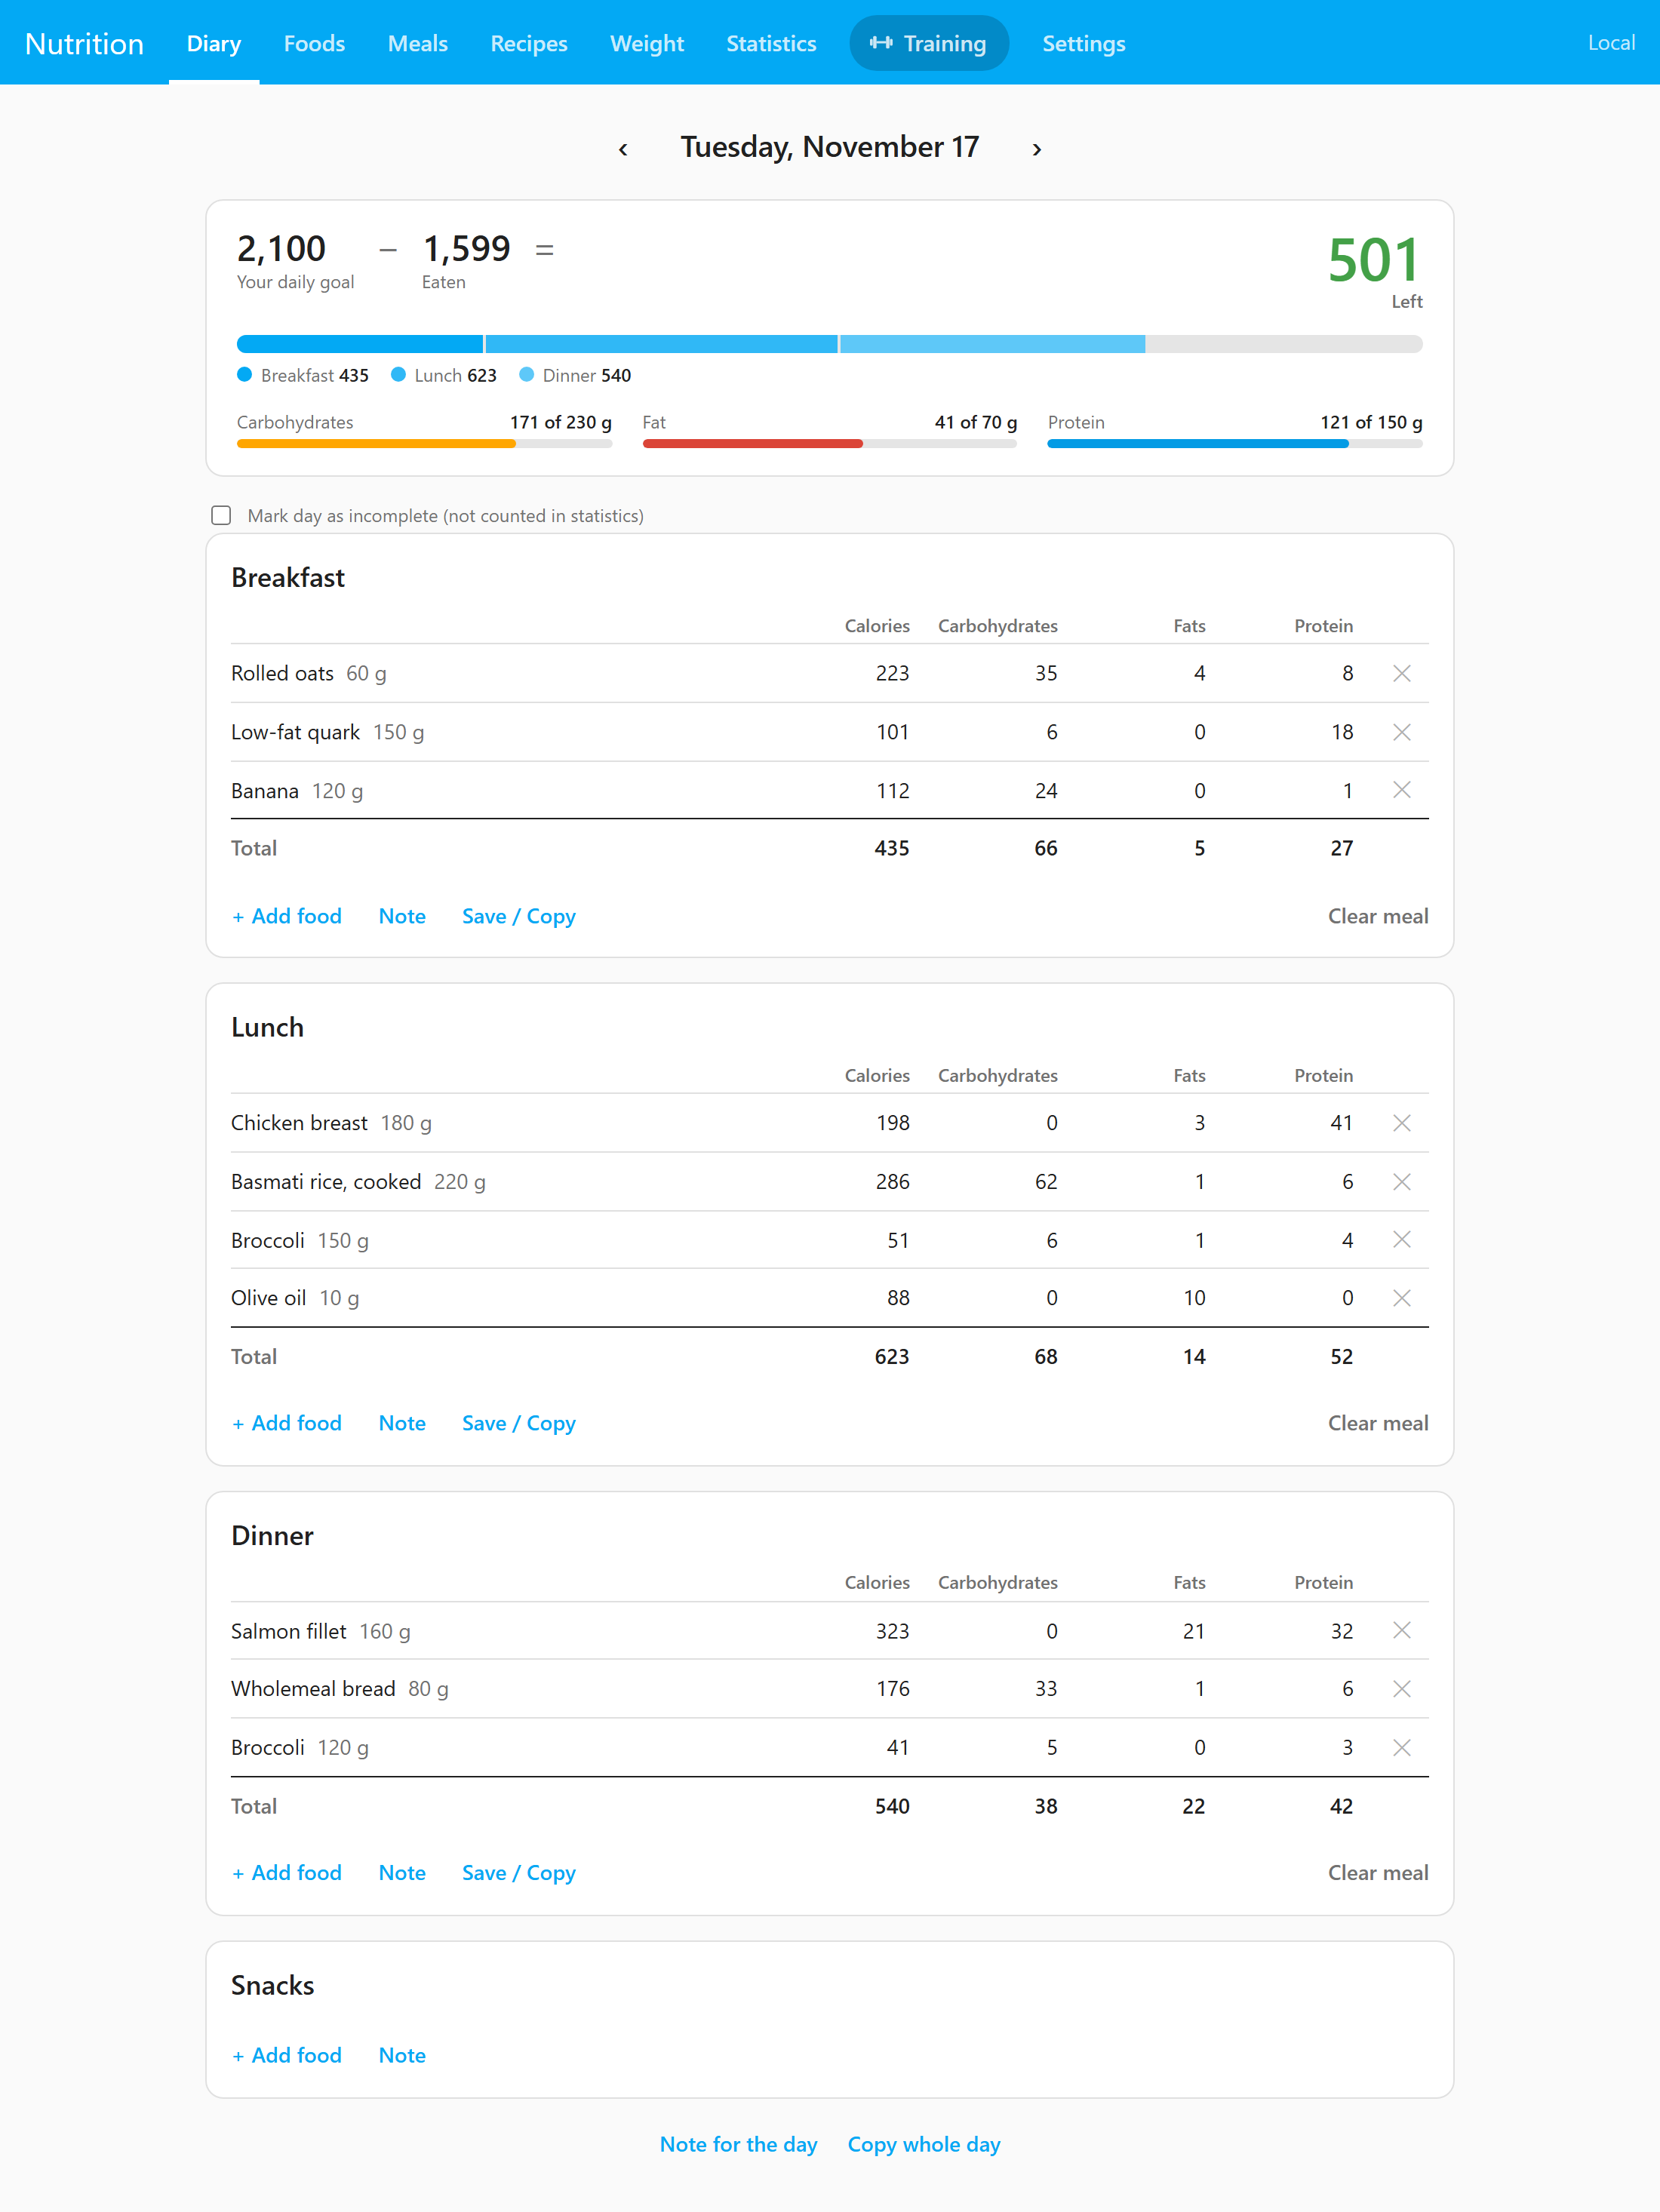 Nutrition Diary Foods Meals Recipes Weight Statistics Training Settings Local
‹ Tuesday, November 17 ›
2,100 – 1,599 = 501
Your daily goal Eaten Left
Breakfast 435 Lunch 623 Dinner 540
Carbohydrates 171 of 230 g Fat 41 of 70 g Protein 121 of 150 g
Mark day as incomplete (not counted in statistics)
Breakfast
Calories Carbohydrates Fats Protein
Rolled oats 60 g 223 35 4 8
Low-fat quark 150 g 101 6 0 18
Banana 120 g 112 24 0 1
Total 435 66 5 27
+ Add food Note Save / Copy Clear meal
Lunch
Calories Carbohydrates Fats Protein
Chicken breast 180 g 198 0 3 41
Basmati rice, cooked 220 g 286 62 1 6
Broccoli 150 g 51 6 1 4
Olive oil 10 g 88 0 10 0
Total 623 68 14 52
+ Add food Note Save / Copy Clear meal
Dinner
Calories Carbohydrates Fats Protein
Salmon fillet 160 g 323 0 21 32
Wholemeal bread 80 g 176 33 1 6
Broccoli 120 g 41 5 0 3
Total 540 38 22 42
+ Add food Note Save / Copy Clear meal
Snacks
+ Add food Note
Note for the day Copy whole day